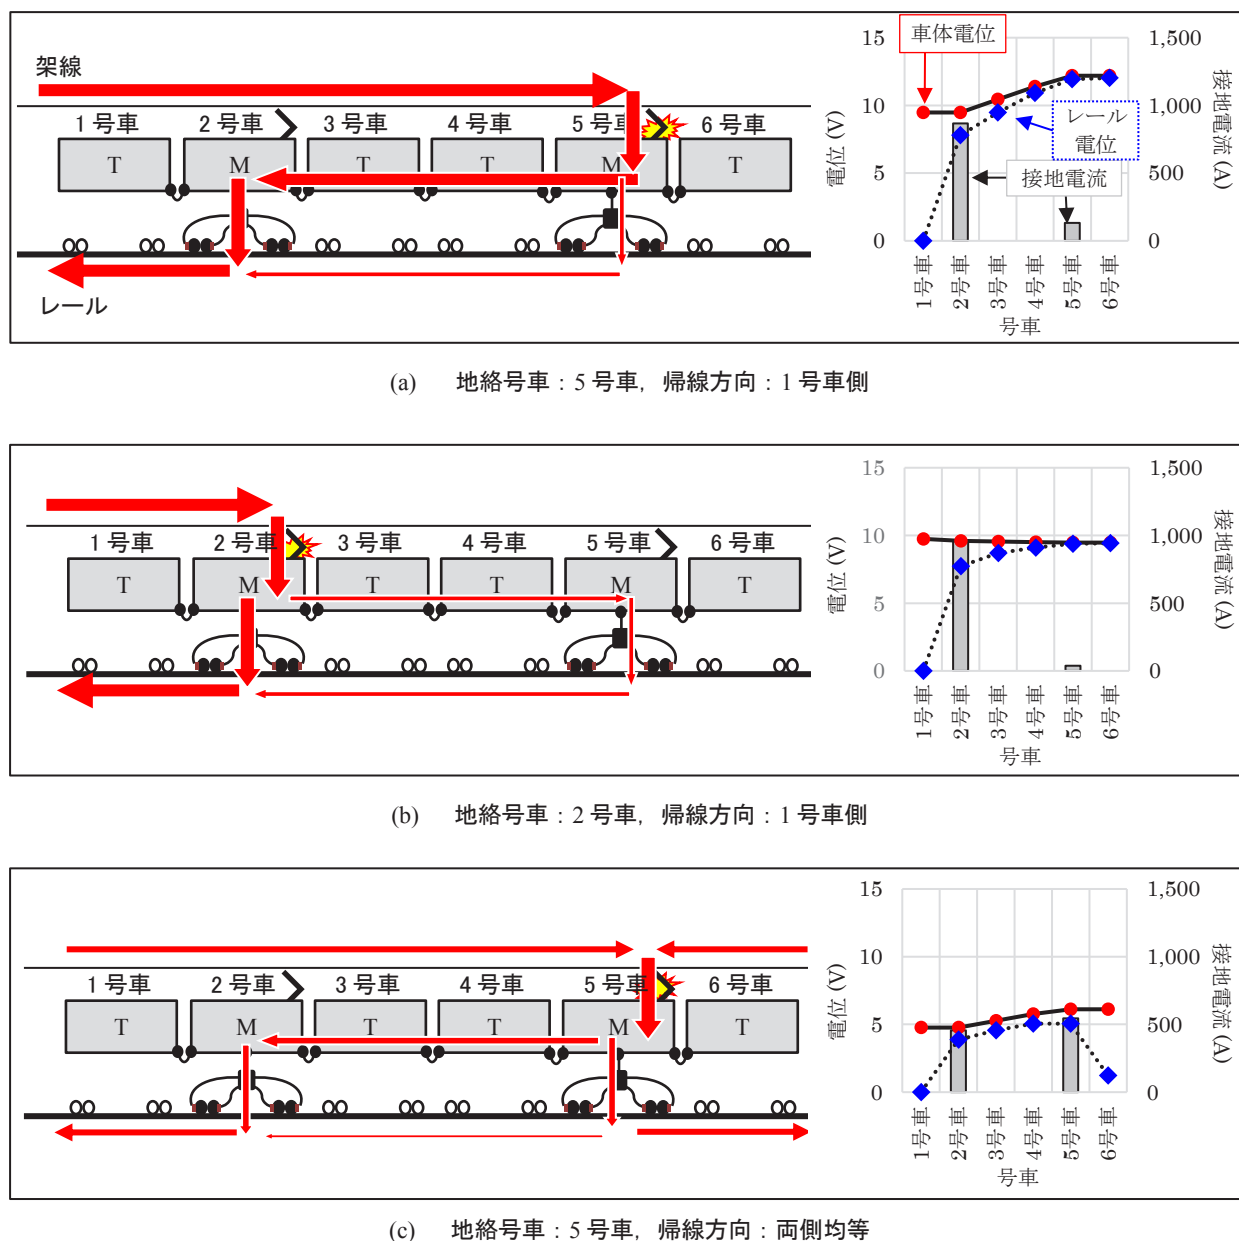 架線
1 号車 2 号車 3 号車 4 号車 5 号車 6 号車
T M T T M T
レール
車体電位
レール
電位
接地電流
電位 (V)
15
10
5
0
接地電流 (A)
1,500
1,000
500
0
1号車 2号車 3号車 4号車 5号車 6号車
号車
(a) 地絡号車：5 号車，帰線方向：1 号車側
1 号車 2 号車 3 号車 4 号車 5 号車 6 号車
T M T T M T
電位 (V)
15
10
5
0
接地電流 (A)
1,500
1,000
500
0
1号車 2号車 3号車 4号車 5号車 6号車
号車
(b) 地絡号車：2 号車，帰線方向：1 号車側
1 号車 2 号車 3 号車 4 号車 5 号車 6 号車
T M T T M T
電位 (V)
15
10
5
0
接地電流 (A)
1,500
1,000
500
0
1号車 2号車 3号車 4号車 5号車 6号車
号車
(c) 地絡号車：5 号車，帰線方向：両側均等